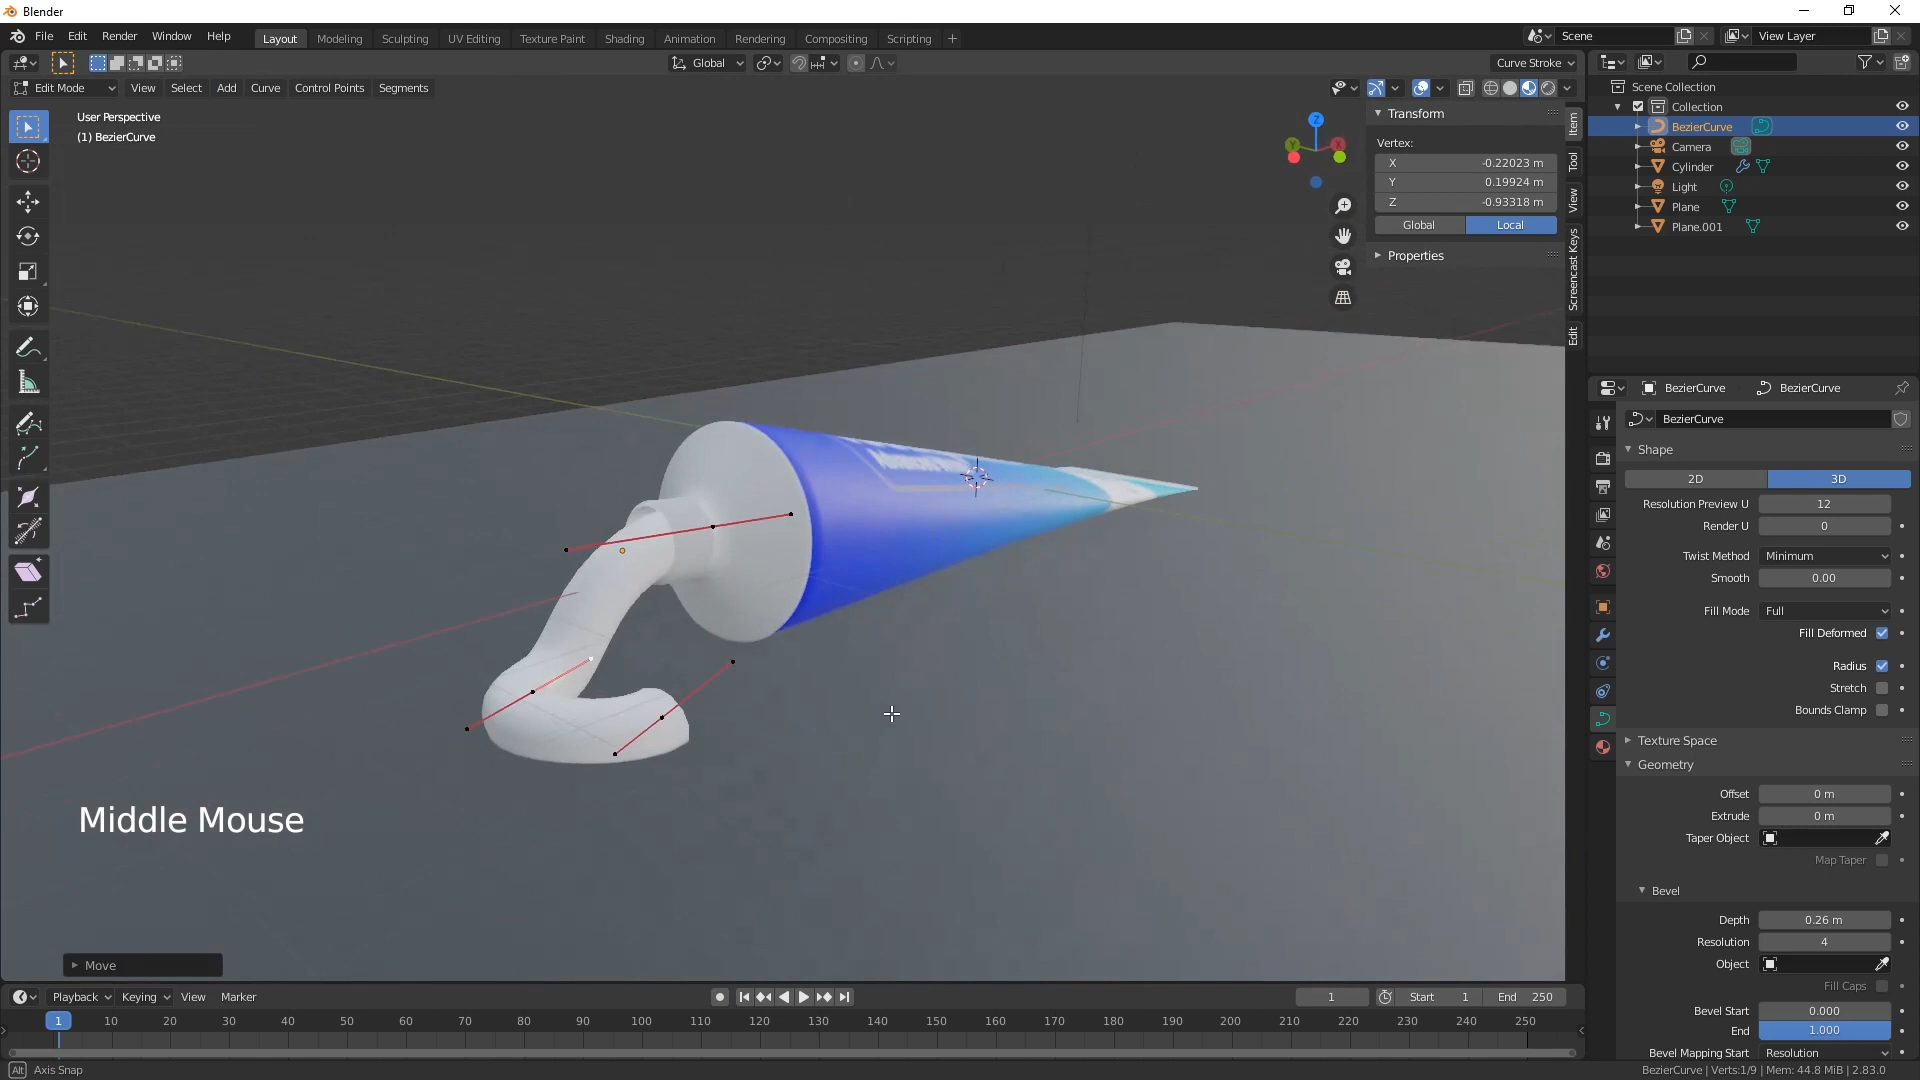 Blender
File Edit Render Window Help
Layout Modeling Sculpting UV Editing Texture Paint Shading Animation Rendering Compositing Scripting +
Scene
View Layer
Global
Curve Stroke
Edit Mode View Select Add Curve Control Points Segments
User Perspective
(1) BezierCurve
Z
Y
X
Transform
Vertex:
X -0.22023 m
Y 0.19924 m
Z -0.93318 m
Global Local
Properties
Item
Tool
View
Screencast Keys
Edit
Scene Collection
Collection
BezierCurve
Camera
Cylinder
Light
Plane
Plane.001
BezierCurve BezierCurve
BezierCurve
Shape
2D 3D
Resolution Preview U 12
Render U 0
Twist Method Minimum
Smooth 0.00
Fill Mode Full
Fill Deformed
Radius
Stretch
Bounds Clamp
Texture Space
Geometry
Offset 0 m
Extrude 0 m
Taper Object
Map Taper
Bevel
Depth 0.26 m
Resolution 4
Object
Fill Caps
Bevel Start 0.000
End 1.000
Bevel Mapping Start Resolution
Middle Mouse
Move
Playback Keying View Marker
1 Start 1 End 250
1 10 20 30 40 50 60 70 80 90 100 110 120 130 140 150 160 170 180 190 200 210 220 230 240 250
Alt Axis Snap
BezierCurve | Verts:1/9 | Mem: 44.8 MiB | 2.83.0